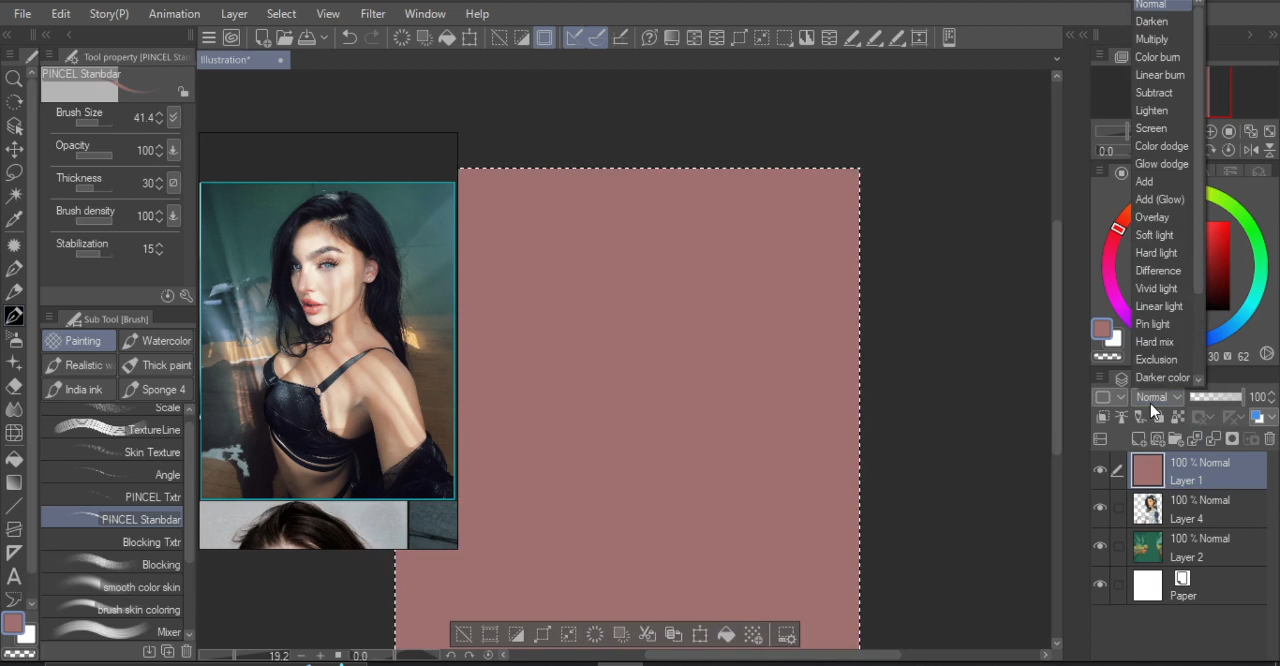 File Edit Story(P) Animation Layer Select View Filter Window Help
Tool property [PINCEL Star
PINCEL Stanbdar
Brush Size 41.4
Opacity 100
Thickness 30
Brush density 100
Stabilization 15
Sub Tool [Brush]
Painting Watercolor
Realistic w Thick paint
India ink Sponge 4
Scale
TextureLine
Skin Texture
Angle
PINCEL Txtr
PINCEL Stanbdar
Blocking Txtr
Blocking
smooth color skin
brush skin coloring
Mixer
Illustration*
19.2 0.0
Normal
Darken
Multiply
Color burn
Linear burn
Subtract
Lighten
Screen
Color dodge
Glow dodge
Add
Add (Glow)
Overlay
Soft light
Hard light
Difference
Vivid light
Linear light
Pin light
Hard mix
Exclusion
Darker color
0.0
30 V 62
Normal 100
100 % Normal
Layer 1
100 % Normal
Layer 4
100 % Normal
Layer 2
Paper